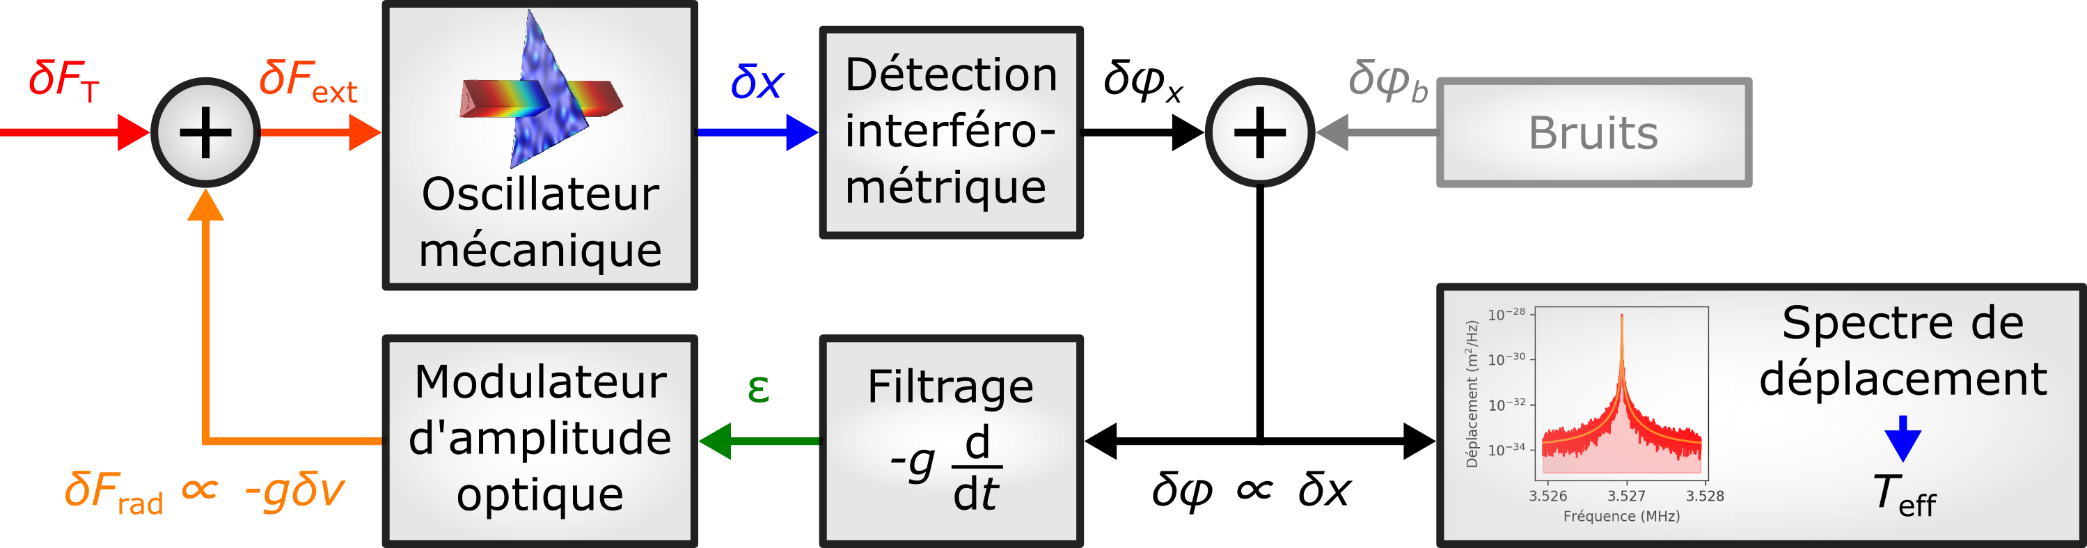 δF_T
+
δF_ext
Oscillateur
mécanique
δx
Détection
interféro-
métrique
δφ_x
+
δφ_b
Bruits
Modulateur
d'amplitude
optique
δF_rad ∝ -gδv
ε
Filtrage
-g d/dt
δφ ∝ δx
Déplacement (m²/Hz)
10⁻²⁸
10⁻³⁰
10⁻³²
10⁻³⁴
3.526 3.527 3.528
Fréquence (MHz)
Spectre de
déplacement
T_eff